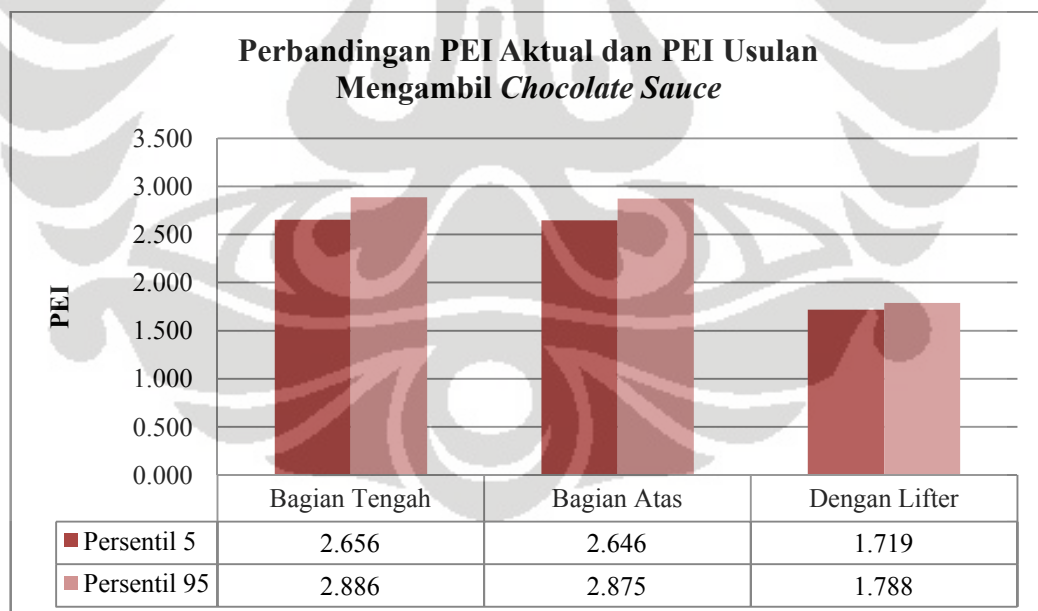 Perbandingan PEI Aktual dan PEI Usulan
Mengambil Chocolate Sauce
3.500
3.000
2.500
2.000
1.500
1.000
0.500
0.000
PEI
Bagian Tengah Bagian Atas Dengan Lifter
Persentil 5 2.656 2.646 1.719
Persentil 95 2.886 2.875 1.788